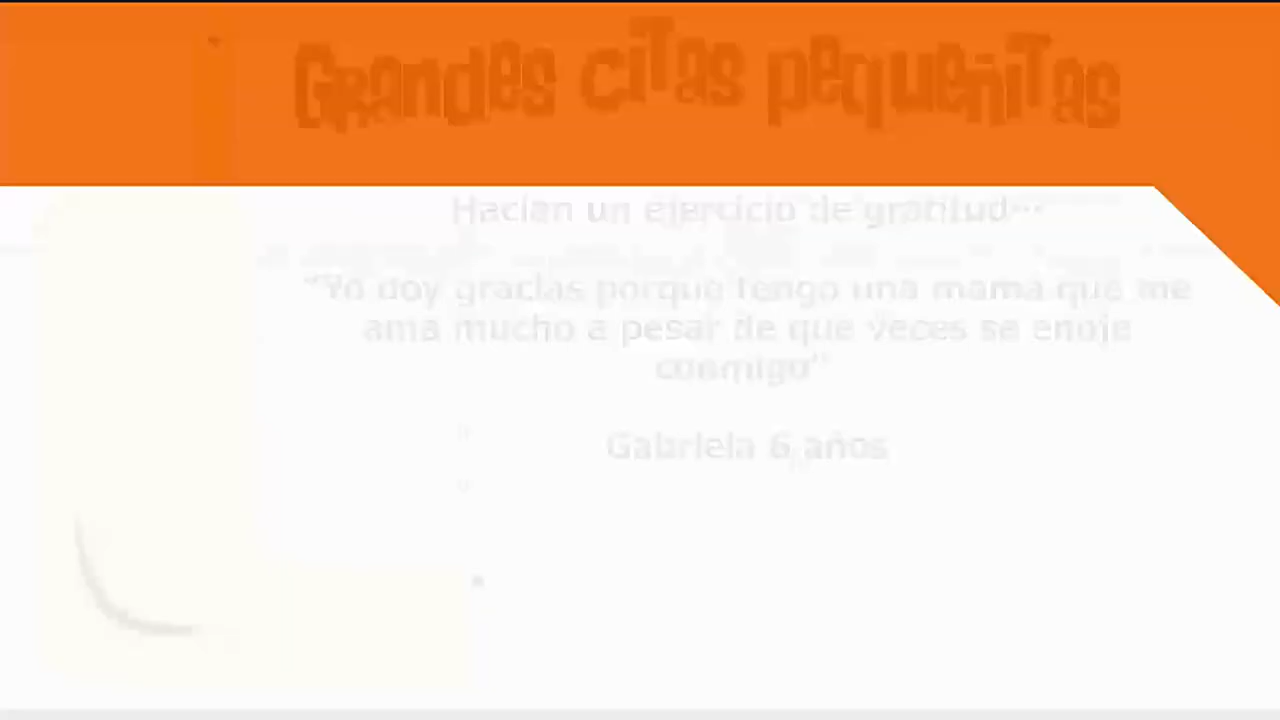 Grandes citas pequeñitas
Hacían un ejercicio de gratitud...
"Yo doy gracias porque tengo una mamá que me
ama mucho a pesar de que veces se enoje
conmigo"
Gabriela 6 años